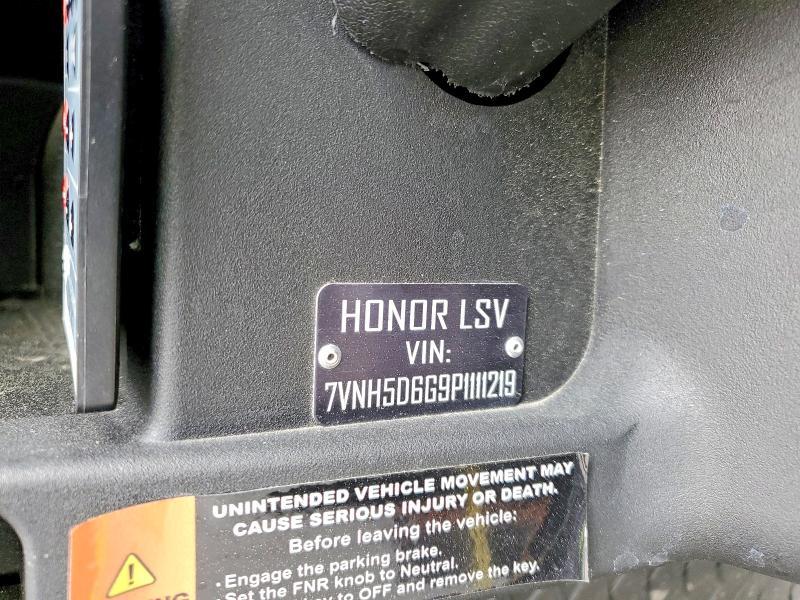 HONOR LSV
VIN:
7VNH5D6G9P1111219
UNINTENDED VEHICLE MOVEMENT MAY
CAUSE SERIOUS INJURY OR DEATH.
Before leaving the vehicle:
• Engage the parking brake.
• Set the FNR knob to Neutral.
to OFF and remove the key.